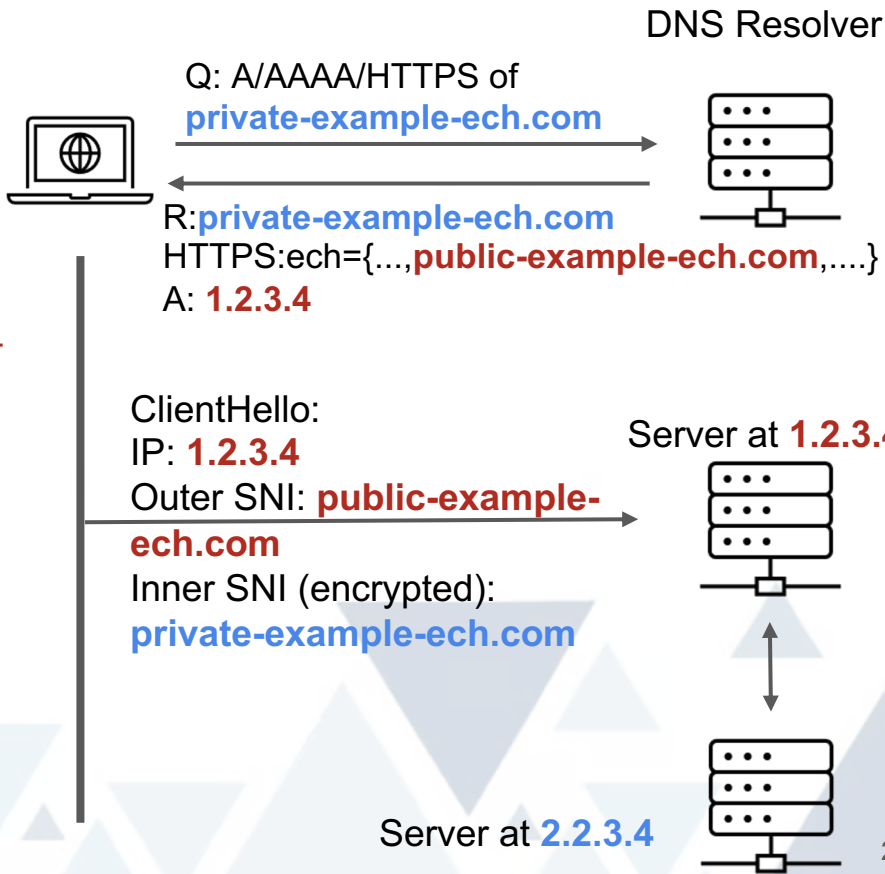 DNS Resolver
Q: A/AAAA/HTTPS of
private-example-ech.com
R:private-example-ech.com
HTTPS:ech={...,public-example-ech.com,....}
A: 1.2.3.4
ClientHello:
IP: 1.2.3.4
Outer SNI: public-example-
ech.com
Inner SNI (encrypted):
private-example-ech.com
Server at 1.2.3.4
Server at 2.2.3.4
2